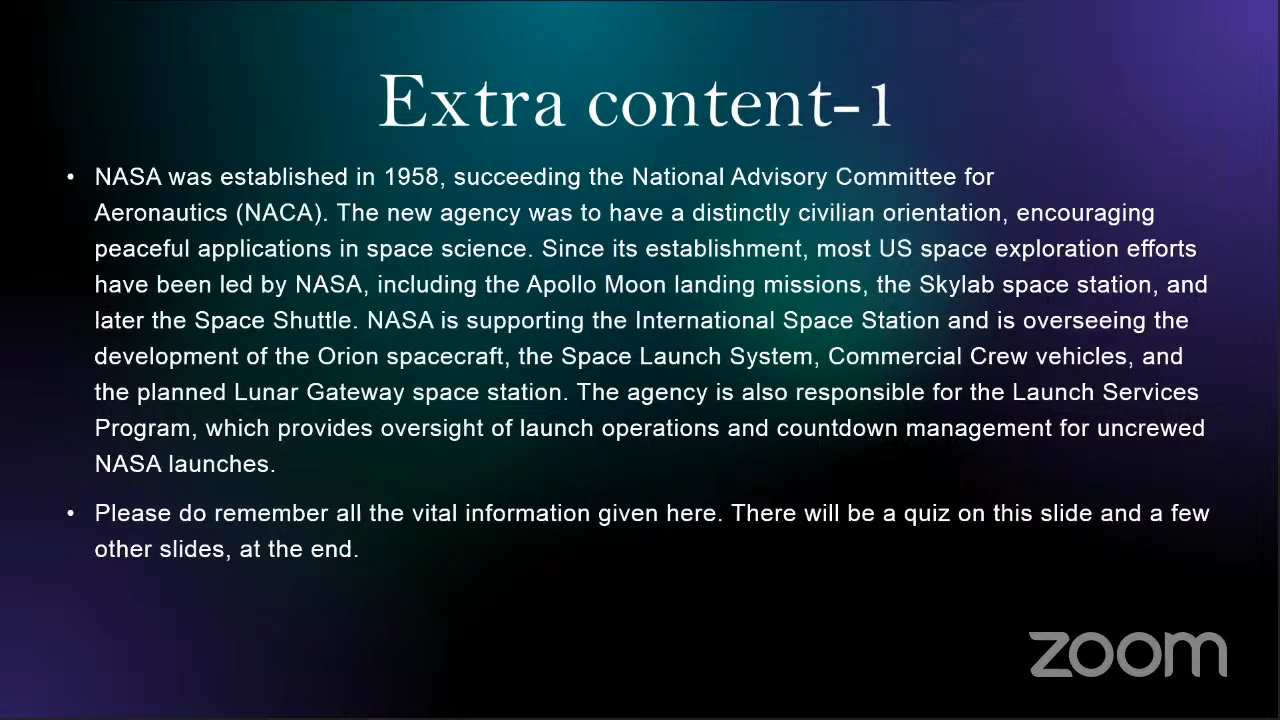 Extra content-1
• NASA was established in 1958, succeeding the National Advisory Committee for
Aeronautics (NACA). The new agency was to have a distinctly civilian orientation, encouraging
peaceful applications in space science. Since its establishment, most US space exploration efforts
have been led by NASA, including the Apollo Moon landing missions, the Skylab space station, and
later the Space Shuttle. NASA is supporting the International Space Station and is overseeing the
development of the Orion spacecraft, the Space Launch System, Commercial Crew vehicles, and
the planned Lunar Gateway space station. The agency is also responsible for the Launch Services
Program, which provides oversight of launch operations and countdown management for uncrewed
NASA launches.
• Please do remember all the vital information given here. There will be a quiz on this slide and a few
other slides, at the end.
zoom